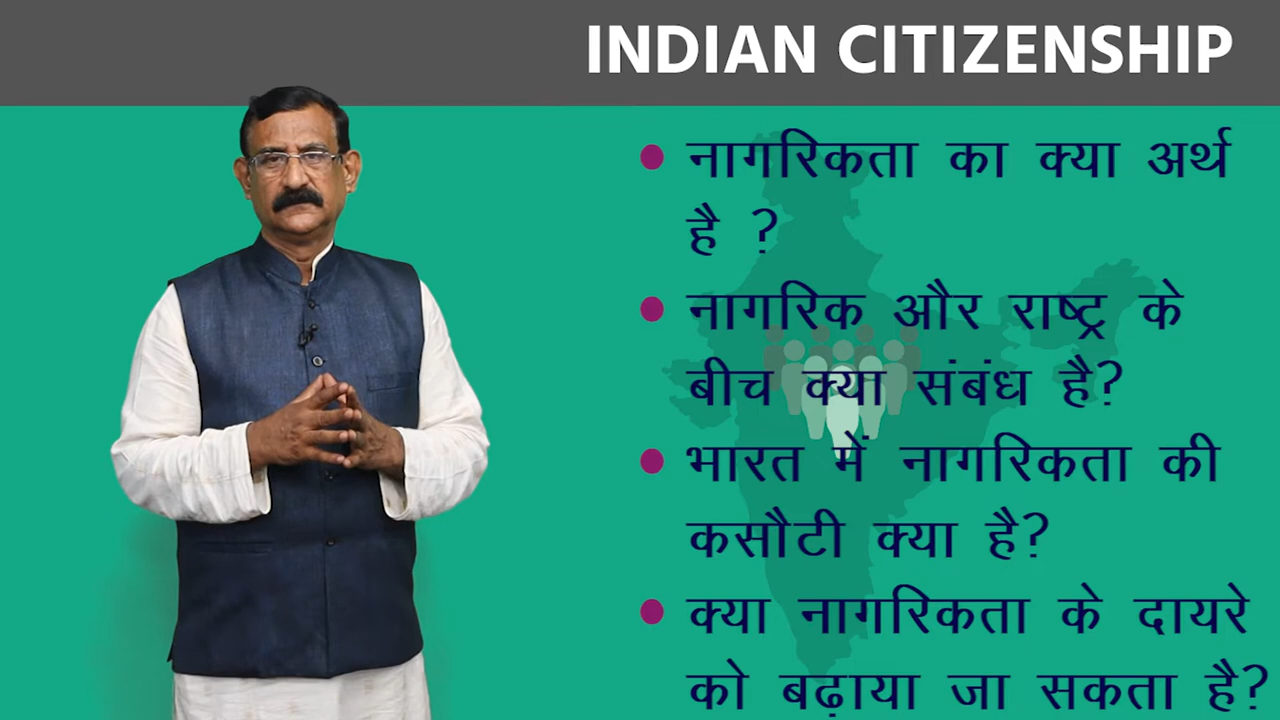 INDIAN CITIZENSHIP
• नागरिकता का क्या अर्थ
है ?
• नागरिक और राष्ट्र के
बीच क्या संबंध है?
• भारत में नागरिकता की
कसौटी क्या है?
• क्या नागरिकता के दायरे
को बढ़ाया जा सकता है?